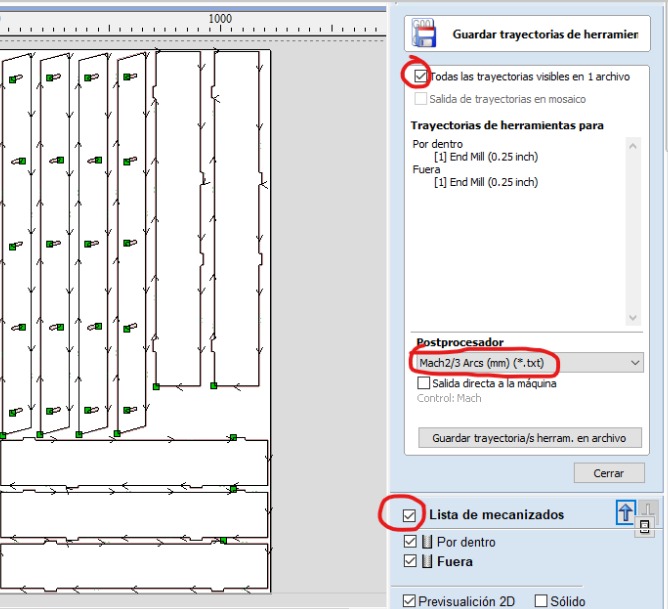 1000
G00
Guardar trayectorias de herramien
Todas las trayectorias visibles en 1 archivo
Salida de trayectorias en mosaico
Trayectorias de herramientas para
Por dentro
[1] End Mill (0.25 inch)
Fuera
[1] End Mill (0.25 inch)
Postprocesador
Mach2/3 Arcs (mm) (*.txt)
Salida directa a la máquina
Control: Mach
Guardar trayectoria/s herram. en archivo
Cerrar
Lista de mecanizados
Por dentro
Fuera
Previsualición 2D
Sólido